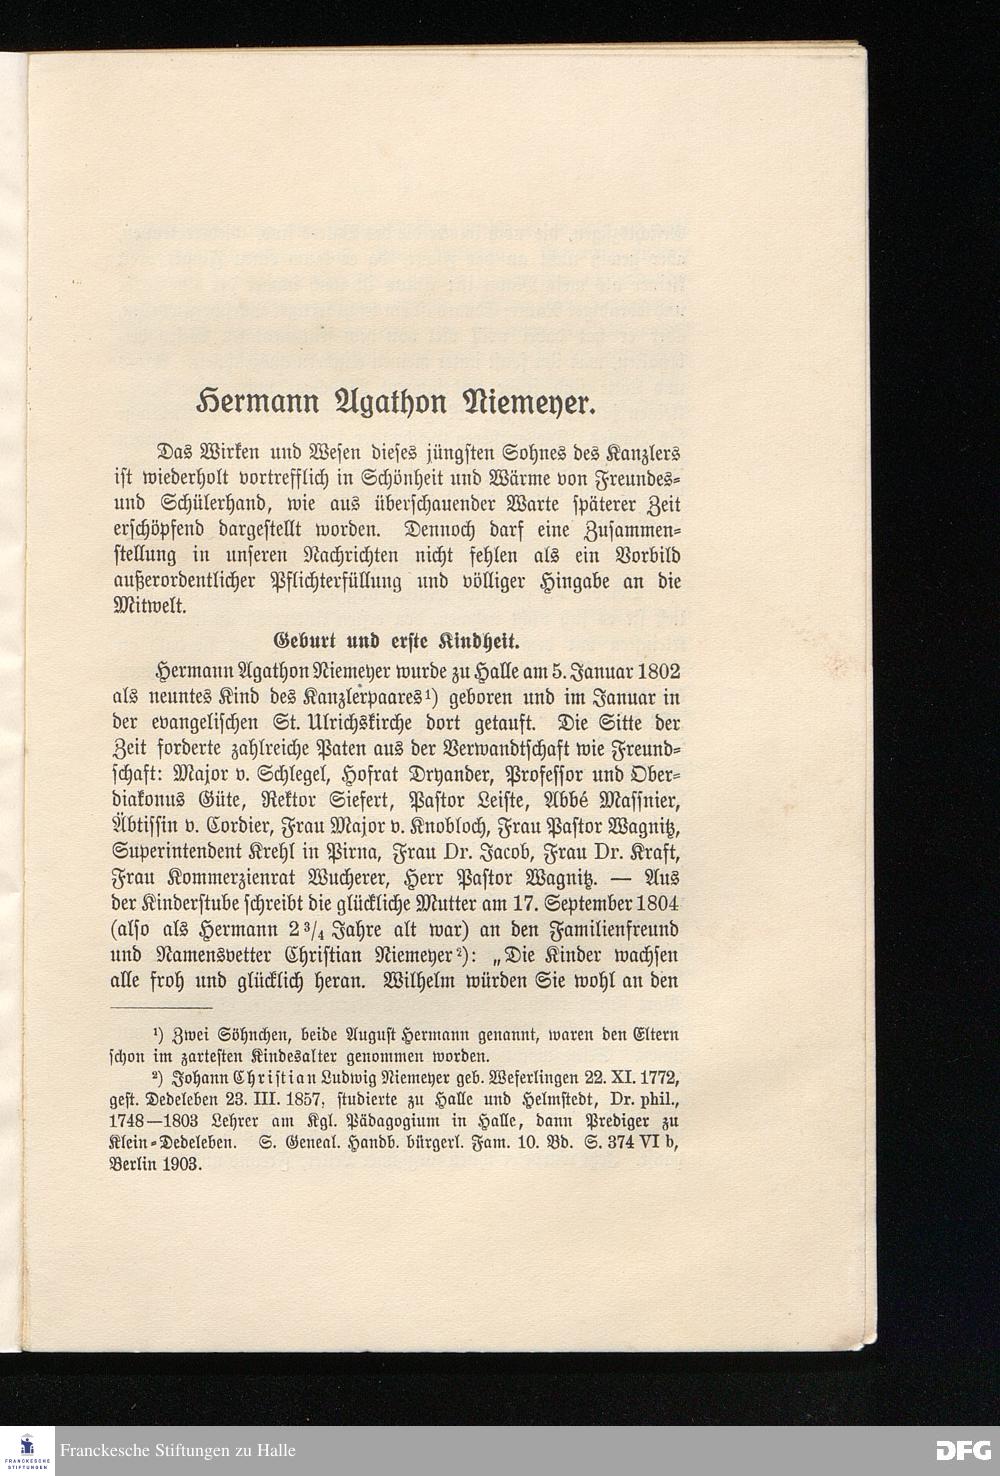 Hermann Agathon Niemeyer.
Das Wirken und Wesen dieses jüngsten Sohnes des Kanzlers
ist wiederholt vortrefflich in Schönheit und Wärme von Freundes-
und Schülerhand, wie aus überschauender Warte späterer Zeit
erschöpfend dargestellt worden. Dennoch darf eine Zusammen-
stellung in unseren Nachrichten nicht fehlen als ein Vorbild
außerordentlicher Pflichterfüllung und völliger Hingabe an die
Mitwelt.
Geburt und erste Kindheit.
Hermann Agathon Niemeyer wurde zu Halle am 5. Januar 1802
als neuntes Kind des Kanzlerpaares¹) geboren und im Januar in
der evangelischen St. Ulrichskirche dort getauft. Die Sitte der
Zeit forderte zahlreiche Paten aus der Verwandtschaft wie Freund-
schaft: Major v. Schlegel, Hofrat Dryander, Professor und Ober-
diakonus Güte, Rektor Siefert, Pastor Leiste, Abbé Massnier,
Äbtissin v. Cordier, Frau Major v. Knobloch, Frau Pastor Wagnitz,
Superintendent Krehl in Pirna, Frau Dr. Jacob, Frau Dr. Kraft,
Frau Kommerzienrat Wucherer, Herr Pastor Wagnitz. — Aus
der Kinderstube schreibt die glückliche Mutter am 17. September 1804
(also als Hermann 2 3/4 Jahre alt war) an den Familienfreund
und Namensvetter Christian Niemeyer²): „Die Kinder wachsen
alle froh und glücklich heran. Wilhelm würden Sie wohl an den
¹) Zwei Söhnchen, beide August Hermann genannt, waren den Eltern
schon im zartesten Kindesalter genommen worden.
²) Johann Christian Ludwig Niemeyer geb. Weferlingen 22. XI. 1772,
gest. Dedeleben 23. III. 1857, studierte zu Halle und Helmstedt, Dr. phil.,
1748—1803 Lehrer am Kgl. Pädagogium in Halle, dann Prediger zu
Klein-Dedeleben. S. Geneal. Handb. bürgerl. Fam. 10. Bd. S. 374 VI b,
Berlin 1903.
FRANCKESCHE
STIFTUNGEN
Franckesche Stiftungen zu Halle
DFG